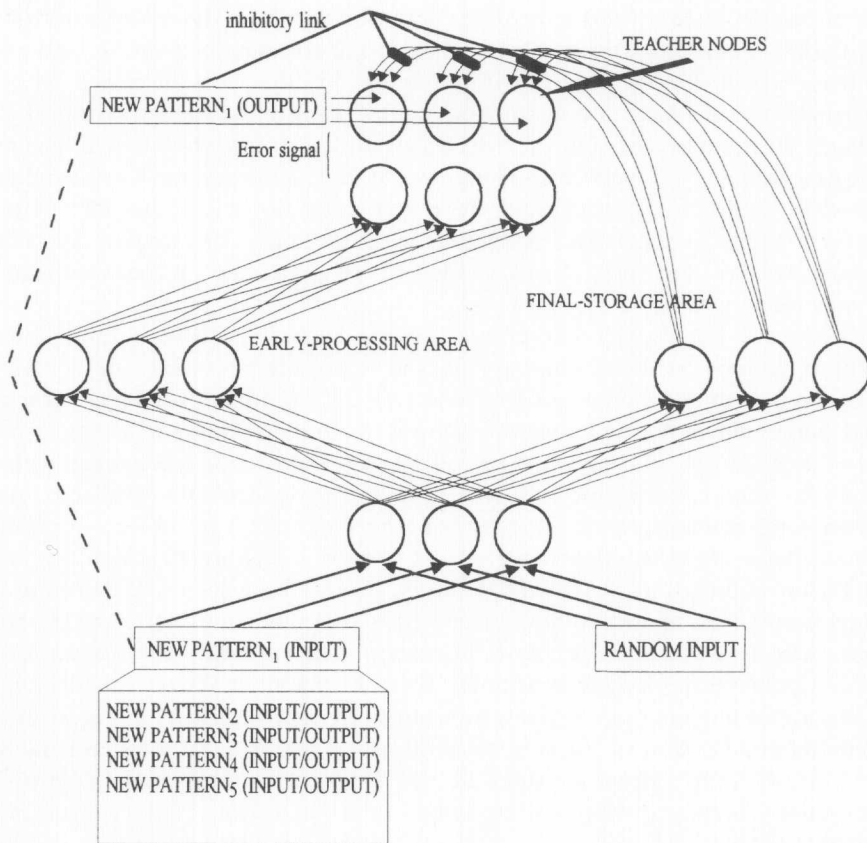 inhibitory link
TEACHER NODES
NEW PATTERN₁ (OUTPUT)
Error signal
FINAL-STORAGE AREA
EARLY-PROCESSING AREA
NEW PATTERN₁ (INPUT)
RANDOM INPUT
NEW PATTERN₂ (INPUT/OUTPUT)
NEW PATTERN₃ (INPUT/OUTPUT)
NEW PATTERN₄ (INPUT/OUTPUT)
NEW PATTERN₅ (INPUT/OUTPUT)